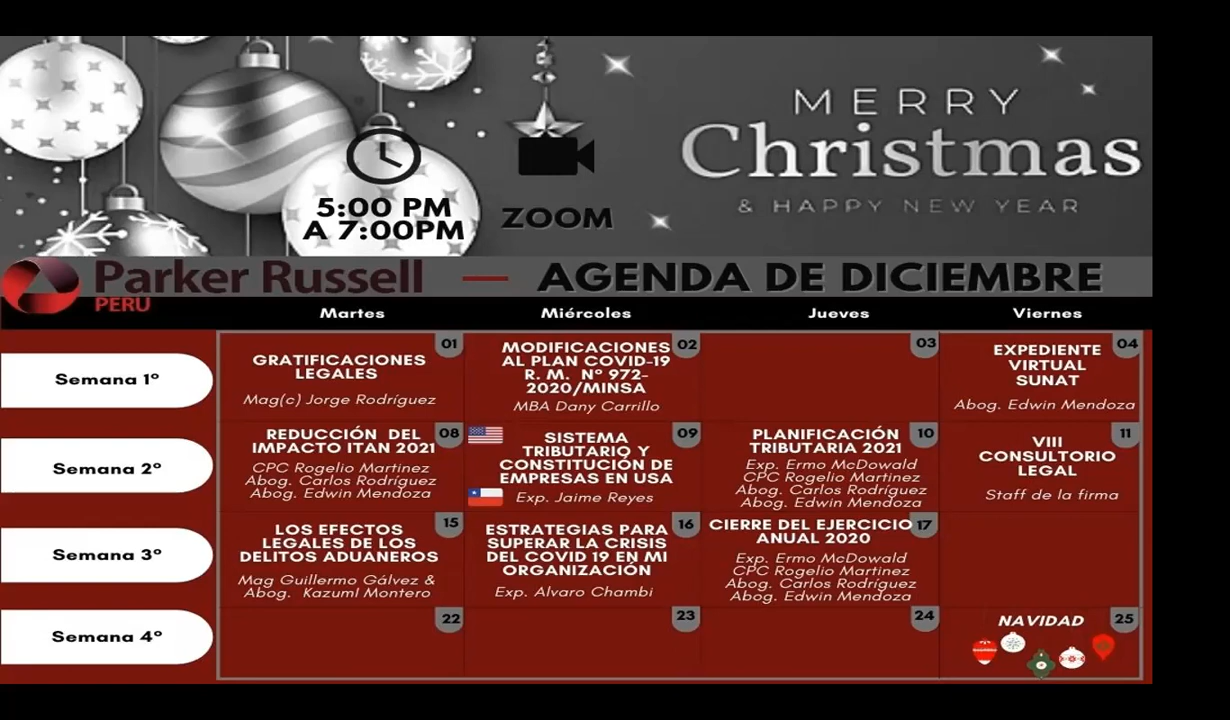 MERRY
Christmas
& HAPPY NEW YEAR
5:00 PM
A 7:00PM
ZOOM
Parker Russell — AGENDA DE DICIEMBRE
PERU
Martes Miércoles Jueves Viernes
Semana 1º
01
GRATIFICACIONES
LEGALES
Mag(c) Jorge Rodríguez
02
MODIFICACIONES
AL PLAN COVID-19
R. M. Nº 972-
2020/MINSA
MBA Dany Carrillo
03
04
EXPEDIENTE
VIRTUAL
SUNAT
Abog. Edwin Mendoza
Semana 2º
08
REDUCCIÓN DEL
IMPACTO ITAN 2021
CPC Rogelio Martinez
Abog. Carlos Rodríguez
Abog. Edwin Mendoza
09
SISTEMA
TRIBUTARIO Y
CONSTITUCIÓN DE
EMPRESAS EN USA
Exp. Jaime Reyes
10
PLANIFICACIÓN
TRIBUTARIA 2021
Exp. Ermo McDowald
CPC Rogelio Martinez
Abog. Carlos Rodríguez
Abog. Edwin Mendoza
11
VIII
CONSULTORIO
LEGAL
Staff de la firma
Semana 3º
15
LOS EFECTOS
LEGALES DE LOS
DELITOS ADUANEROS
Mag Guillermo Gálvez &
Abog. KazumI Montero
16
ESTRATEGIAS PARA
SUPERAR LA CRISIS
DEL COVID 19 EN MI
ORGANIZACIÓN
Exp. Alvaro Chambi
17
CIERRE DEL EJERCICIO
ANUAL 2020
Exp. Ermo McDowald
CPC Rogelio Martinez
Abog. Carlos Rodríguez
Abog. Edwin Mendoza
Semana 4º
22
23
24
25
NAVIDAD